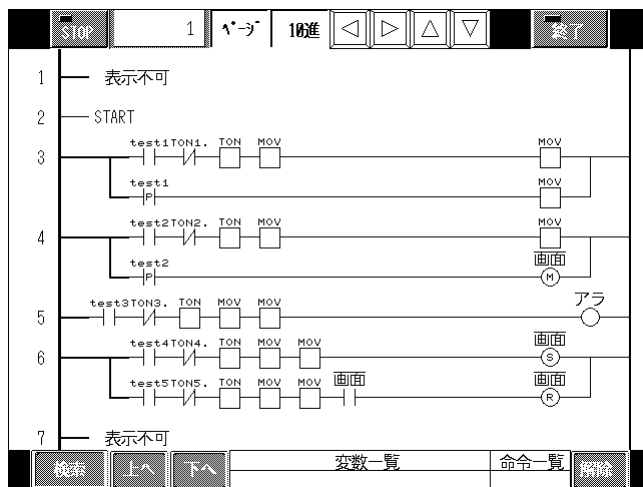 STOP 1 ﾍﾟｰｼﾞ 10進 終了
1 表示不可
2 START
test1TON1. TON MOV MOV
3
test1 MOV
P
test2TON2. TON MOV MOV
4
test2 画面
P M
test3TON3. TON MOV MOV アラ
5
test4TON4. TON MOV MOV 画面
6 S
test5TON5. TON MOV MOV 画面 画面
R
7 表示不可
検索 上へ 下へ 変数一覧 命令一覧 解除